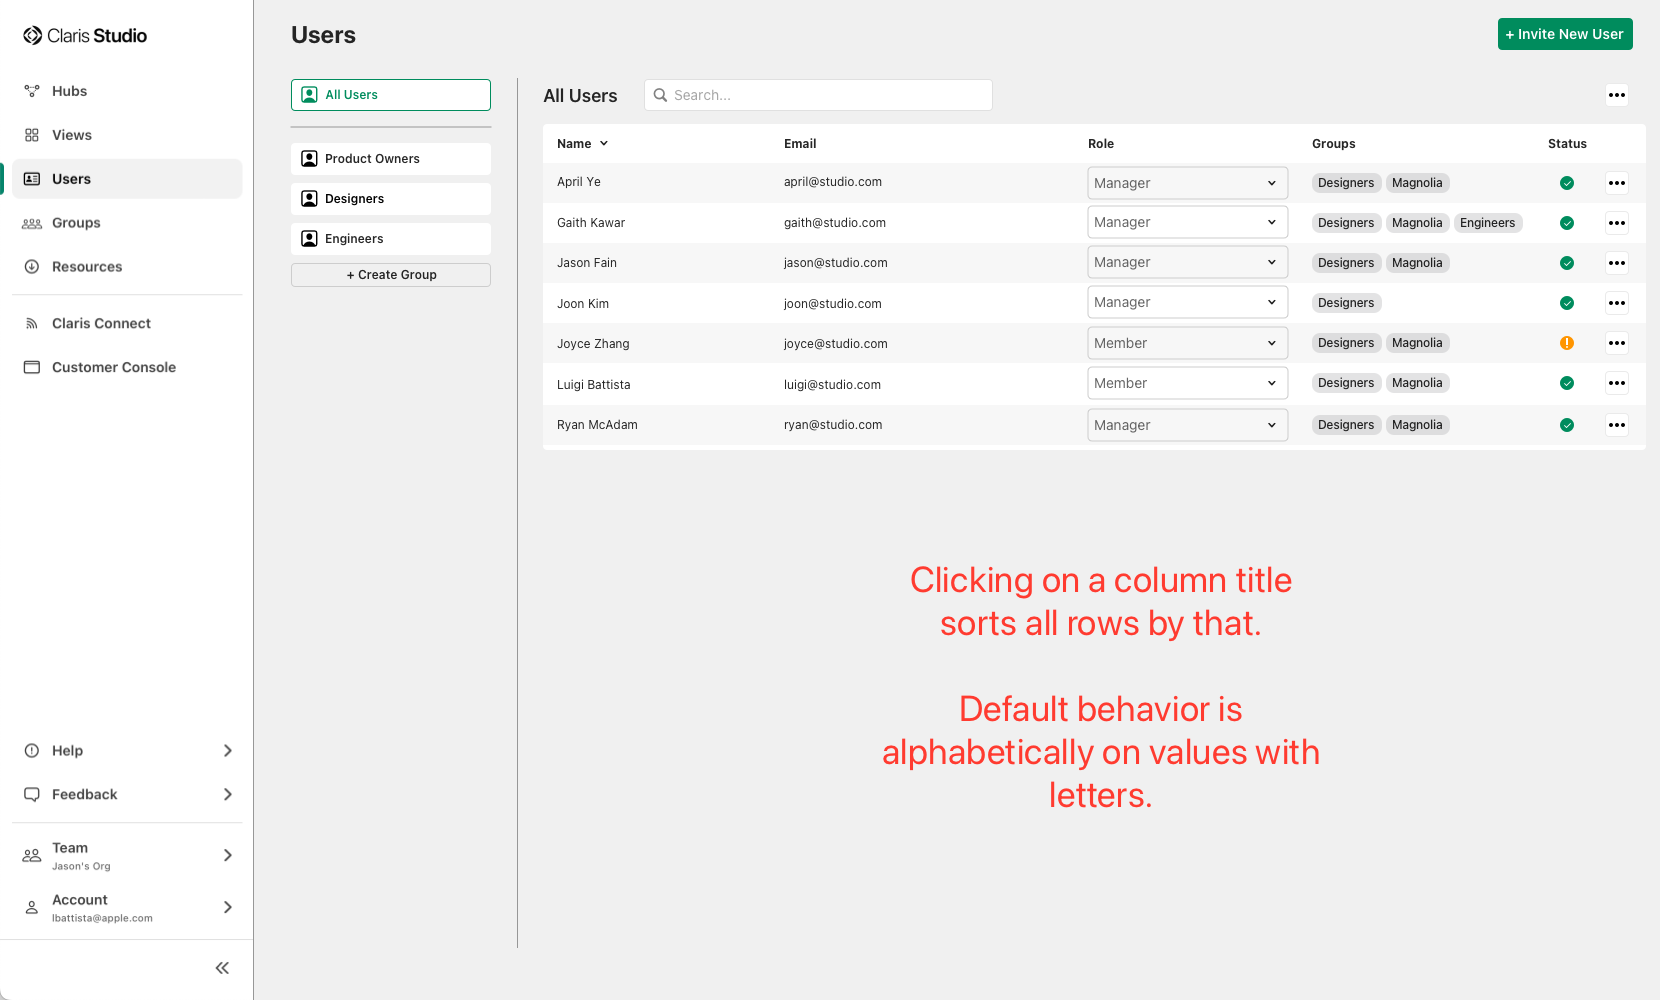 Claris Studio
Hubs
Views
Users
Groups
Resources
Claris Connect
Customer Console
Help
Feedback
Team
Jason's Org
Account
lbattista@apple.com
Users
+ Invite New User
All Users
Product Owners
Designers
Engineers
+ Create Group
All Users
Search...
Name Email Role Groups Status
April Ye april@studio.com Manager Designers Magnolia
Gaith Kawar gaith@studio.com Manager Designers Magnolia Engineers
Jason Fain jason@studio.com Manager Designers Magnolia
Joon Kim joon@studio.com Manager Designers
Joyce Zhang joyce@studio.com Member Designers Magnolia
Luigi Battista luigi@studio.com Member Designers Magnolia
Ryan McAdam ryan@studio.com Manager Designers Magnolia
Clicking on a column title
sorts all rows by that.
Default behavior is
alphabetically on values with
letters.